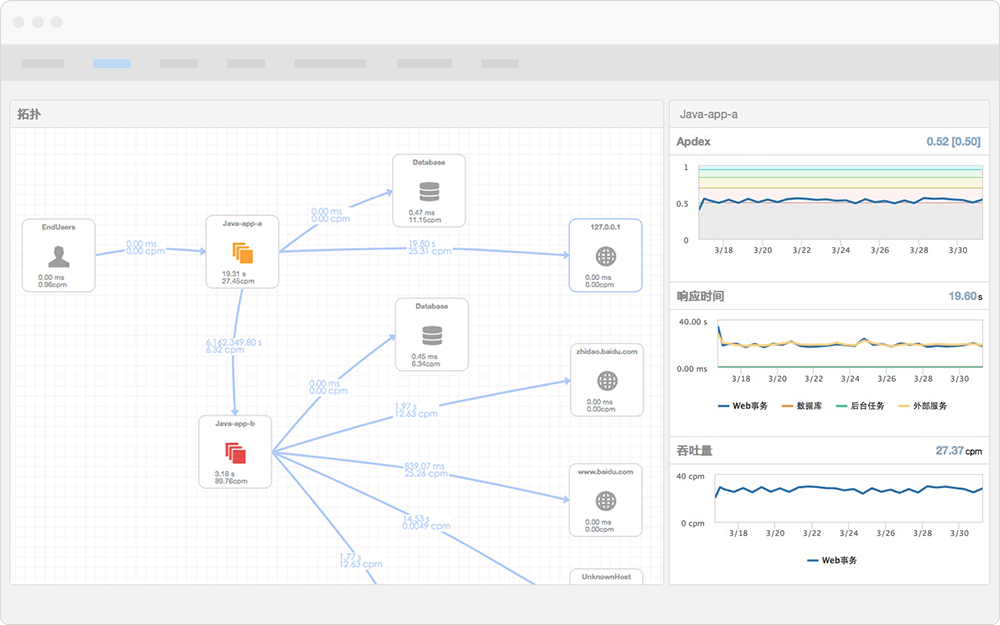 拓扑
EndUsers
0.00 ms
0.96cpm
0.00 ms
0.00 cpm
Java-app-a
19.31 s
27.45cpm
0.00 ms
0.00 cpm
Database
0.47 ms
11.15cpm
19.80 s
25.31 cpm
127.0.0.1
0.00 ms
0.00cpm
6,162,349.80 s
6.32 cpm
Java-app-b
3.18 s
89.76cpm
0.00 ms
0.00 cpm
Database
0.45 ms
6.34cpm
1.97 s
12.63 cpm
zhidao.baidu.com
0.00 ms
0.00cpm
839.07 ms
25.26 cpm
www.baidu.com
0.00 ms
0.00cpm
14.53 s
0.0049 cpm
1.77 s
12.63 cpm
UnknownHost
Java-app-a
Apdex
0.52 [0.50]
1
0.5
0
3/18 3/20 3/22 3/24 3/26 3/28 3/30
响应时间
19.60s
40.00 s
0.00 ms
3/18 3/20 3/22 3/24 3/26 3/28 3/30
Web事务 数据库 后台任务 外部服务
吞吐量
27.37cpm
40 cpm
0 cpm
3/18 3/20 3/22 3/24 3/26 3/28 3/30
Web事务